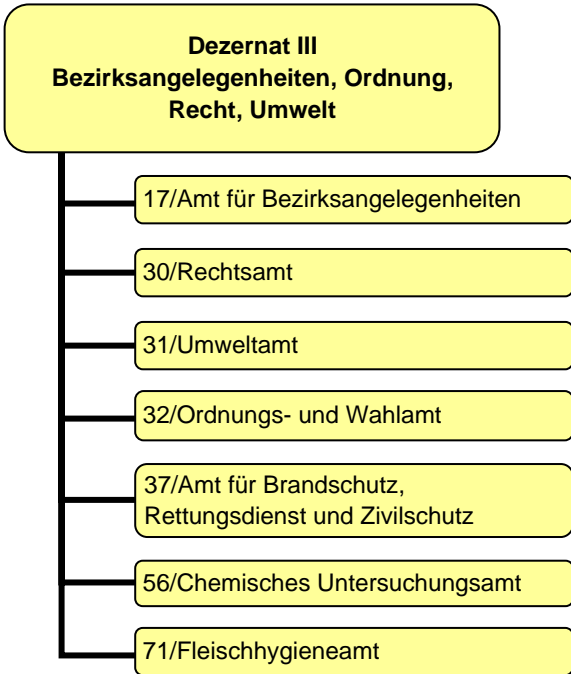 Dezernat III
Bezirksangelegenheiten, Ordnung,
Recht, Umwelt
17/Amt für Bezirksangelegenheiten
30/Rechtsamt
31/Umweltamt
32/Ordnungs- und Wahlamt
37/Amt für Brandschutz,
Rettungsdienst und Zivilschutz
56/Chemisches Untersuchungsamt
71/Fleischhygieneamt